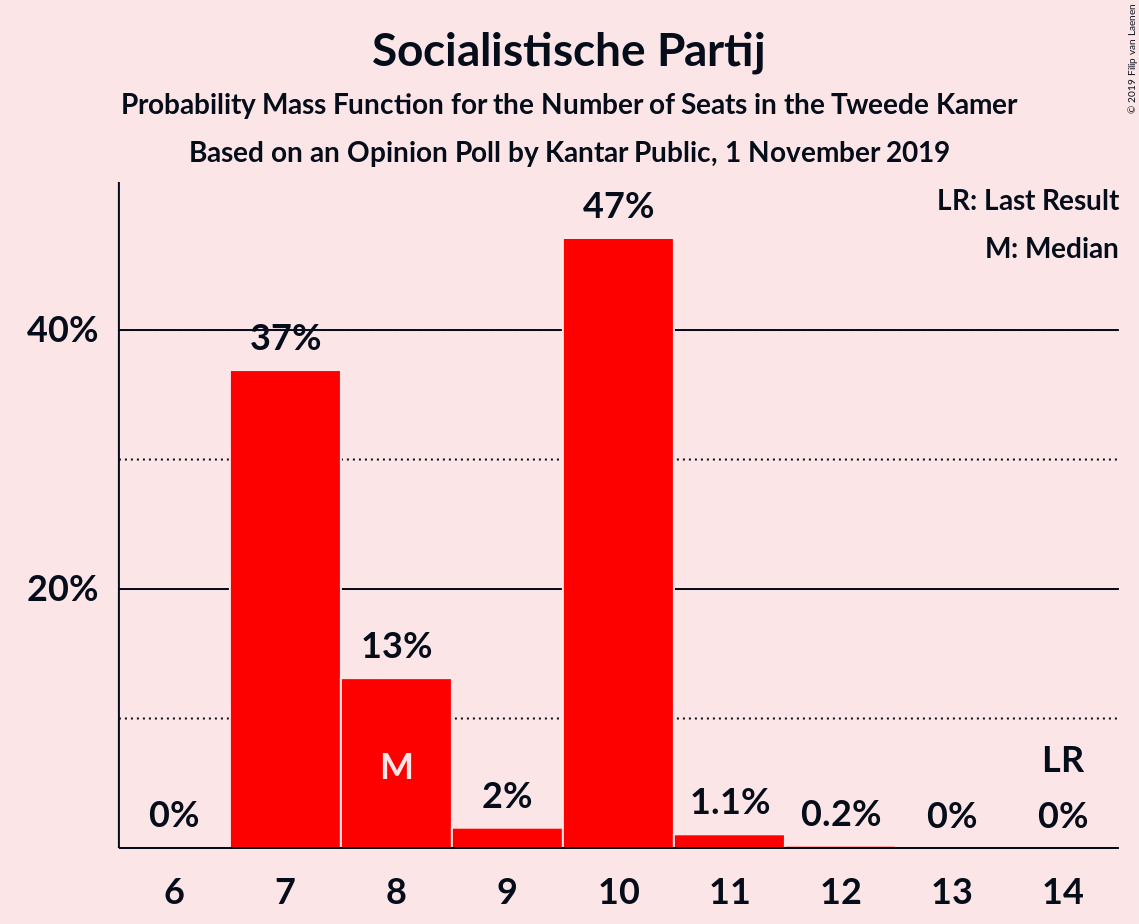 Socialistische Partij
Probability Mass Function for the Number of Seats in the Tweede Kamer
Based on an Opinion Poll by Kantar Public, 1 November 2019
© 2019 Filip van Laenen
LR: Last Result
M: Median
47%
40%
37%
20%
13%
M
LR
0%
2%
1.1%
0.2%
0%
0%
6 7 8 9 10 11 12 13 14